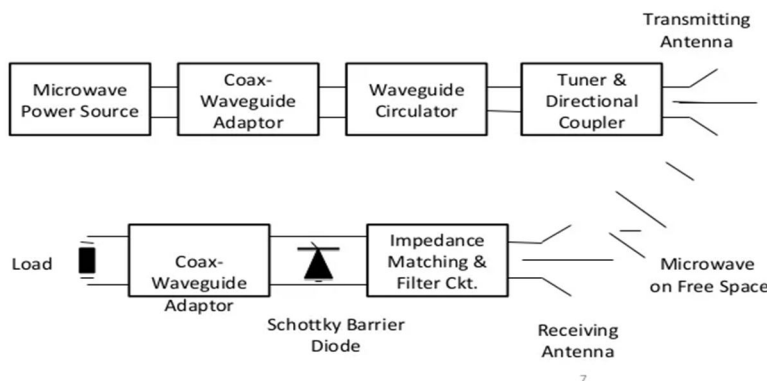 Transmitting
Antenna
Microwave
Power Source
Coax-
Waveguide
Adaptor
Waveguide
Circulator
Tuner &
Directional
Coupler
Load
Coax-
Waveguide
Adaptor
Schottky Barrier
Diode
Impedance
Matching &
Filter Ckt.
Receiving
Antenna
Microwave
on Free Space
7